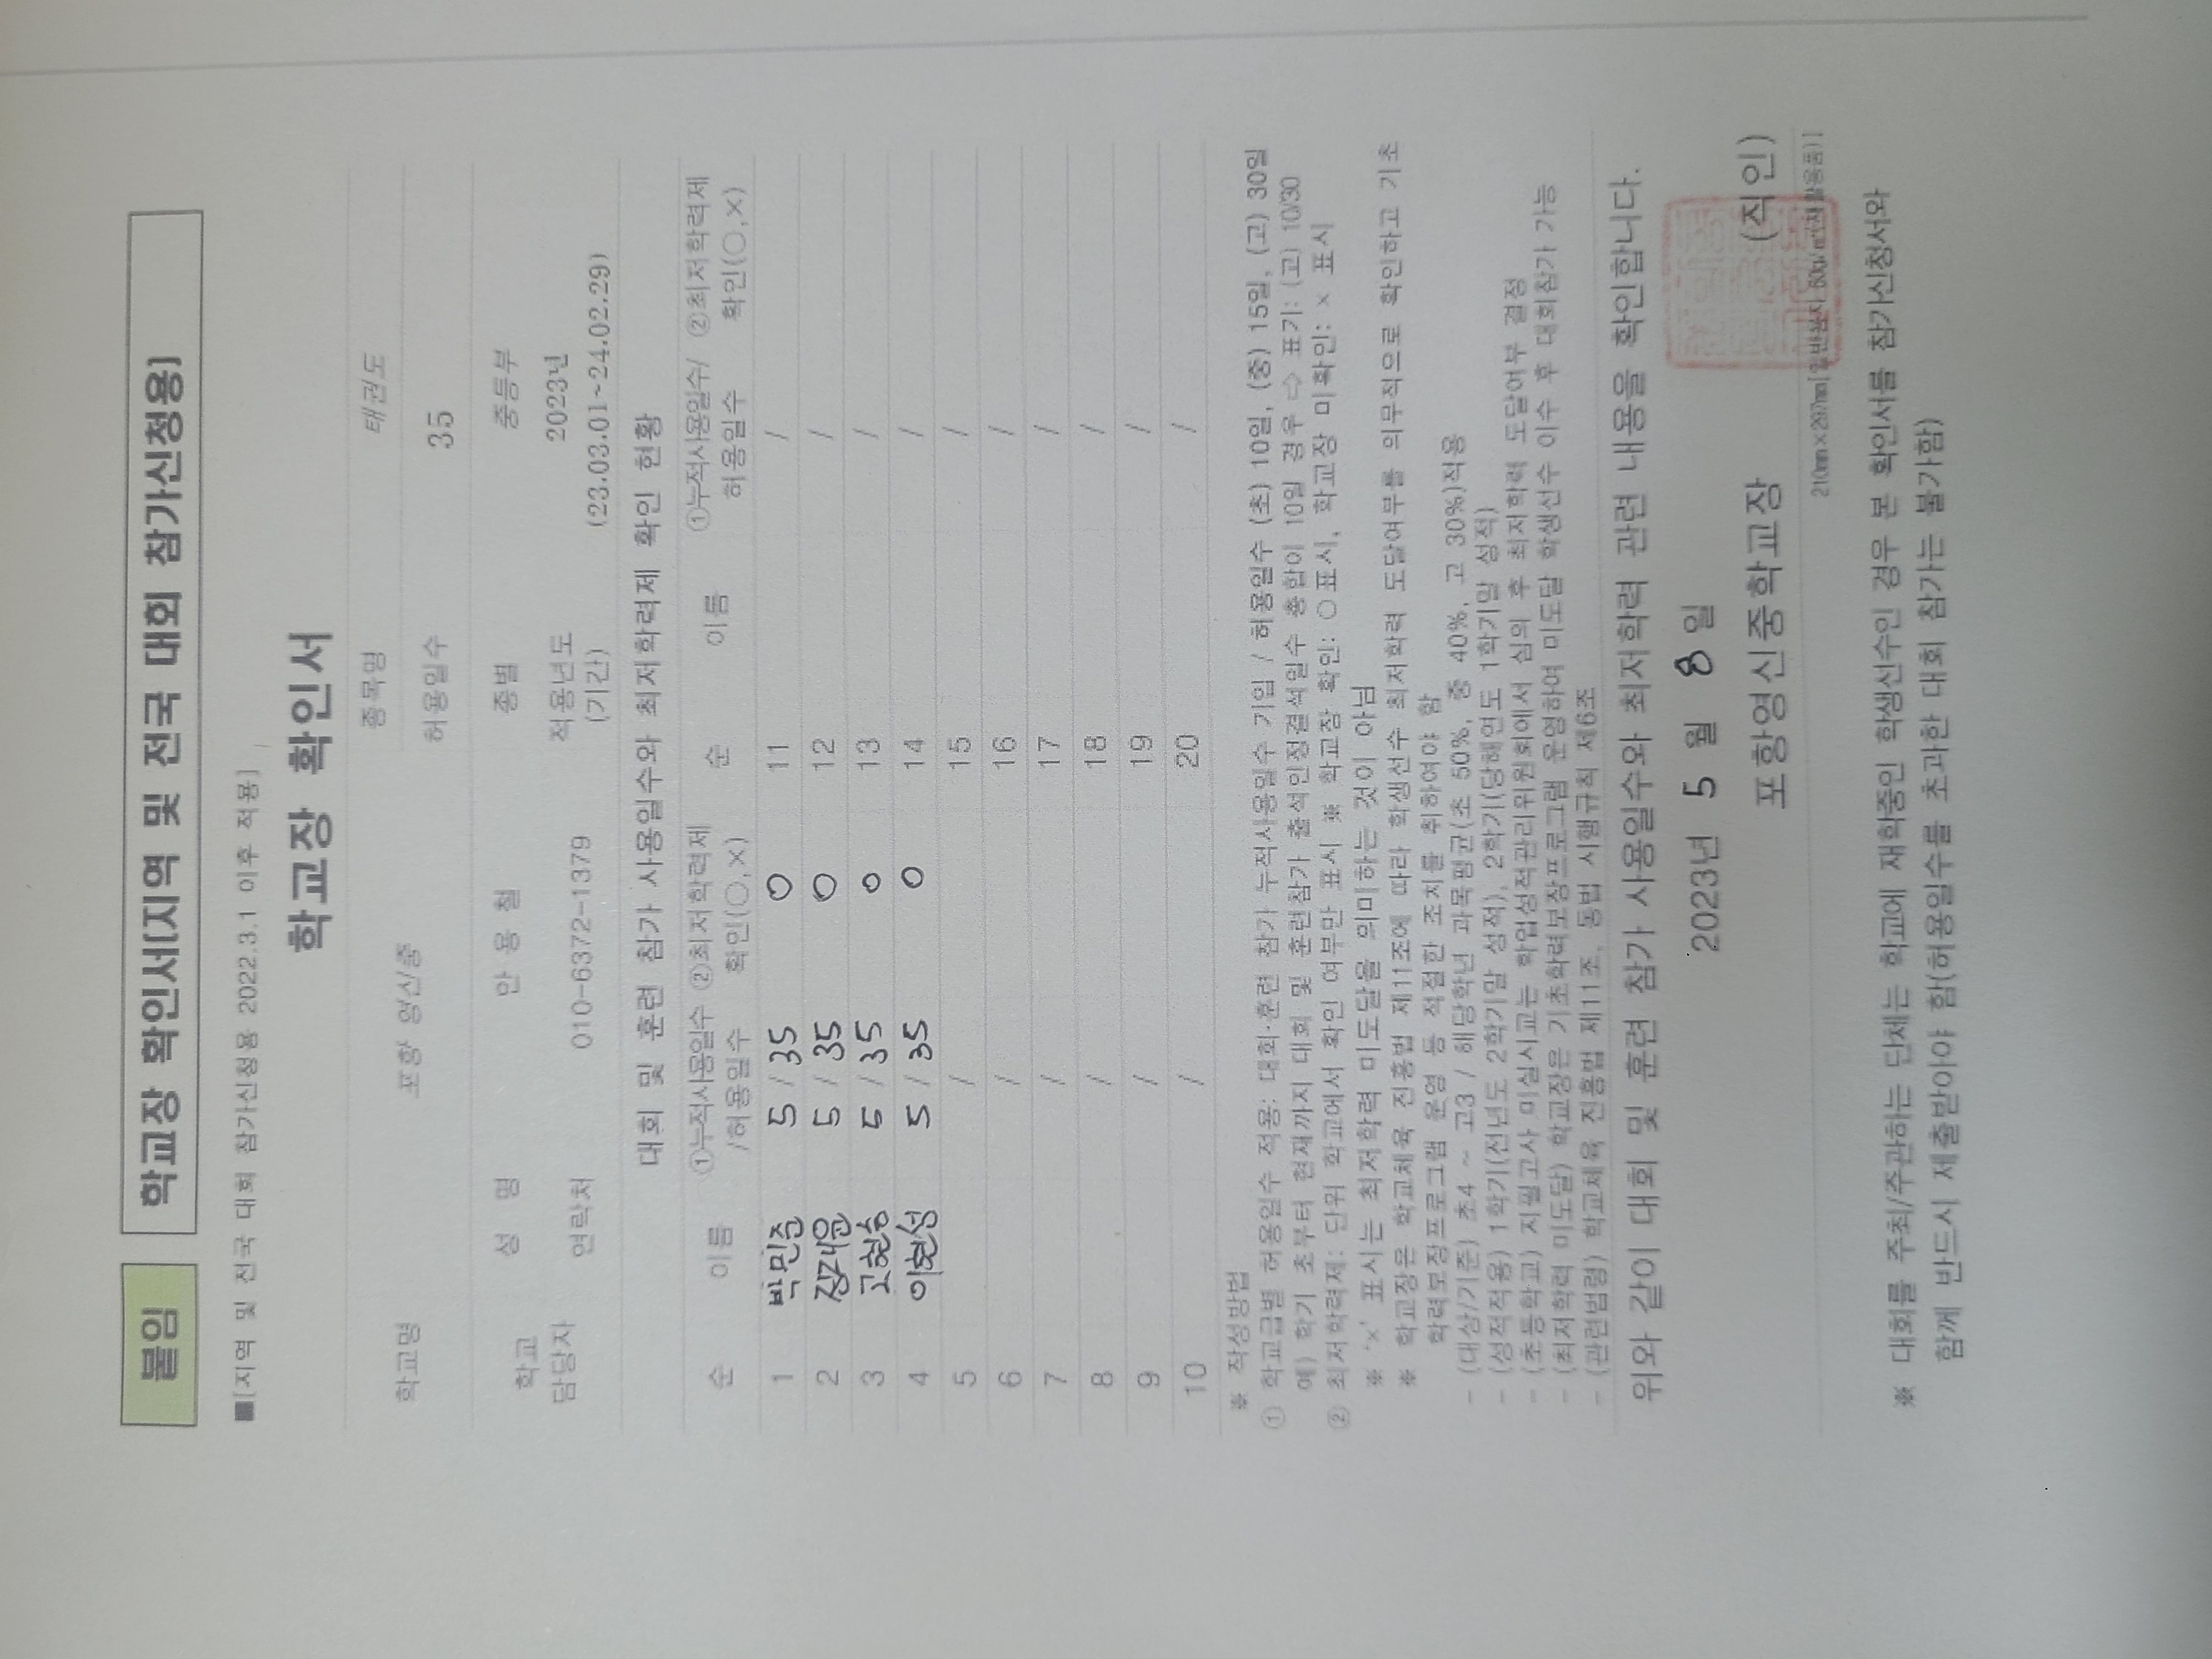 붙임 학교장 확인서(지역 및 전국 대회 참가신청용)
■[지역 및 전국 대회 참가신청용 2022.3.1 이후 적용]
학교장 확인서
학교명 포항 영신/중 종목명 태권도
허용일수 35
학교 담당자 성 명 안 용 철 종별 중등부
연락처 010-6372-1379 적용년도 (기간) 2023년
(23.03.01~24.02.29)
대회 및 훈련 참가 사용일수와 최저학력제 확인 현황
순 이름 ①누적사용일수 /허용일수 ②최저학력제 확인(○,×) 순 이름 ①누적사용일수/ 허용일수 ②최저학력제 확인(○,×)
1 박민준 5 / 35 ○ 11 /
2 장대윤 5 / 35 ○ 12 /
3 고현승 5 / 35 ○ 13 /
4 이현성 5 / 35 ○ 14 /
5 / 15 /
6 / 16 /
7 / 17 /
8 / 18 /
9 / 19 /
10 / 20 /
※ 작성방법
① 학교급별 허용일수 적용: 대회·훈련 참가 누적사용일수 기입 / 허용일수 (초) 10일, (중) 15일, (고) 30일
예) 학기 초부터 현재까지 대회 및 훈련참가 출석인정결석일수 총합이 10일 경우 ⇨ 표기: (고) 10/30
② 최저학력제: 단위 학교에서 확인 여부만 표시 ※ 학교장 확인: ○표시, 학교장 미확인: × 표시
※ '×' 표시는 최저학력 미도달을 의미하는 것이 아님
※ 학교장은 학교체육 진흥법 제11조에 따라 학생선수 최저학력 도달여부를 의무적으로 확인하고 기초
학력보장프로그램 운영 등 적절한 조치를 취하여야 함
- (대상/기준) 초4 ~ 고3 / 해당학년 과목평균(초 50%, 중 40%, 고 30%)적용
- (성적적용) 1학기(전년도 2학기말 성적), 2학기(당해연도 1학기말 성적)
- (초등학교) 지필고사 미실시교는 학업성적관리위원회에서 심의 후 최저학력 도달여부 결정
- (최저학력 미도달) 학교장은 기초학력보장프로그램 운영하여 미도달 학생선수 이수 후 대회참가 가능
- (관련법령) 학교체육 진흥법 제11조, 동법 시행규칙 제6조
위와 같이 대회 및 훈련 참가 사용일수와 최저학력 관련 내용을 확인합니다.
2023년 5 월 8 일
포항영신중학교장 (직인)
210mm×297mm[일반용지 60g/㎡(재활용품)]
※ 대회를 주최/주관하는 단체는 학교에 재학중인 학생선수인 경우 본 확인서를 참가신청서와
함께 반드시 제출받아야 함(허용일수를 초과한 대회 참가는 불가함)